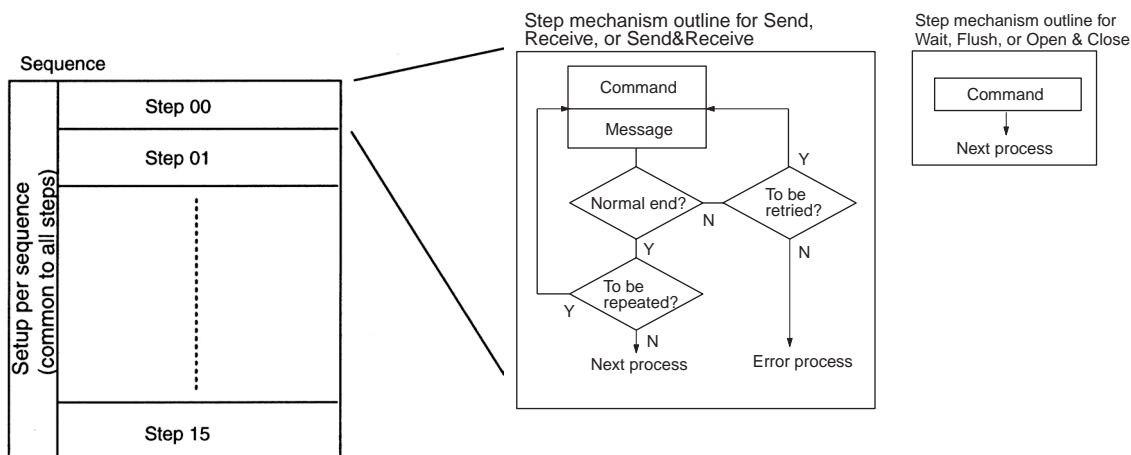 Sequence
Setup per sequence
(common to all steps)
Step 00
Step 01
Step 15
Step mechanism outline for Send,
Receive, or Send&Receive
Command
Message
Normal end?
N
To be
retried?
Y
N
Y
To be
repeated?
Y
N
Next process
Error process
Step mechanism outline for
Wait, Flush, or Open & Close
Command
Next process